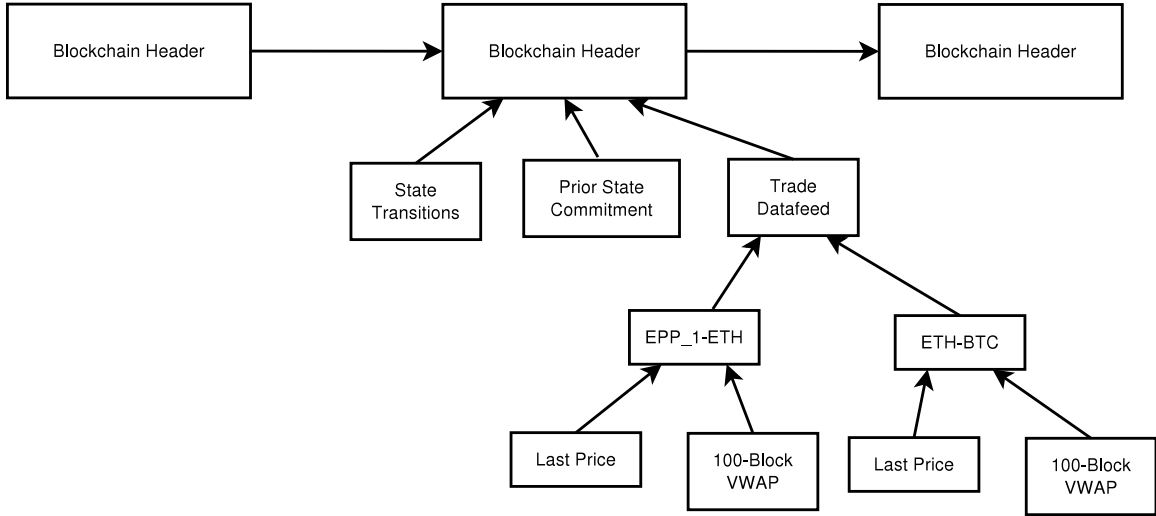 Blockchain Header
Blockchain Header
Blockchain Header
State
Transitions
Prior State
Commitment
Trade
Datafeed
EPP_1-ETH
ETH-BTC
Last Price
100-Block
VWAP
Last Price
100-Block
VWAP